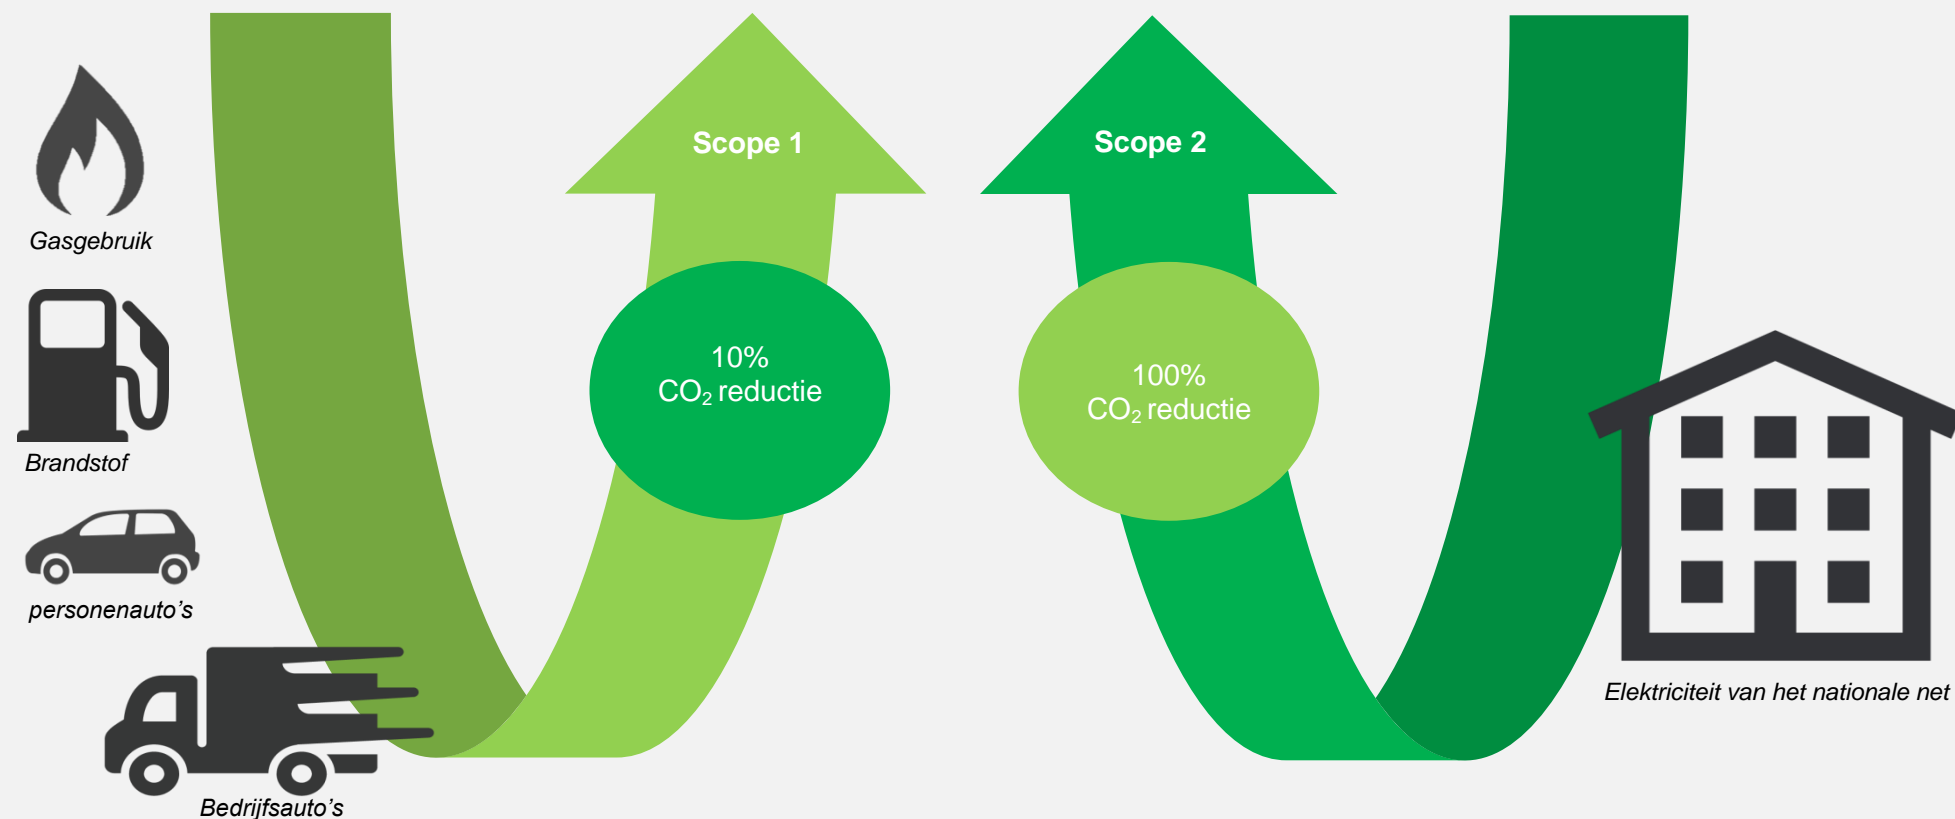 Scope 1
Scope 2
Gasgebruik
10%
CO₂ reductie
100%
CO₂ reductie
Brandstof
personenauto’s
Elektriciteit van het nationale net
Bedrijfsauto’s